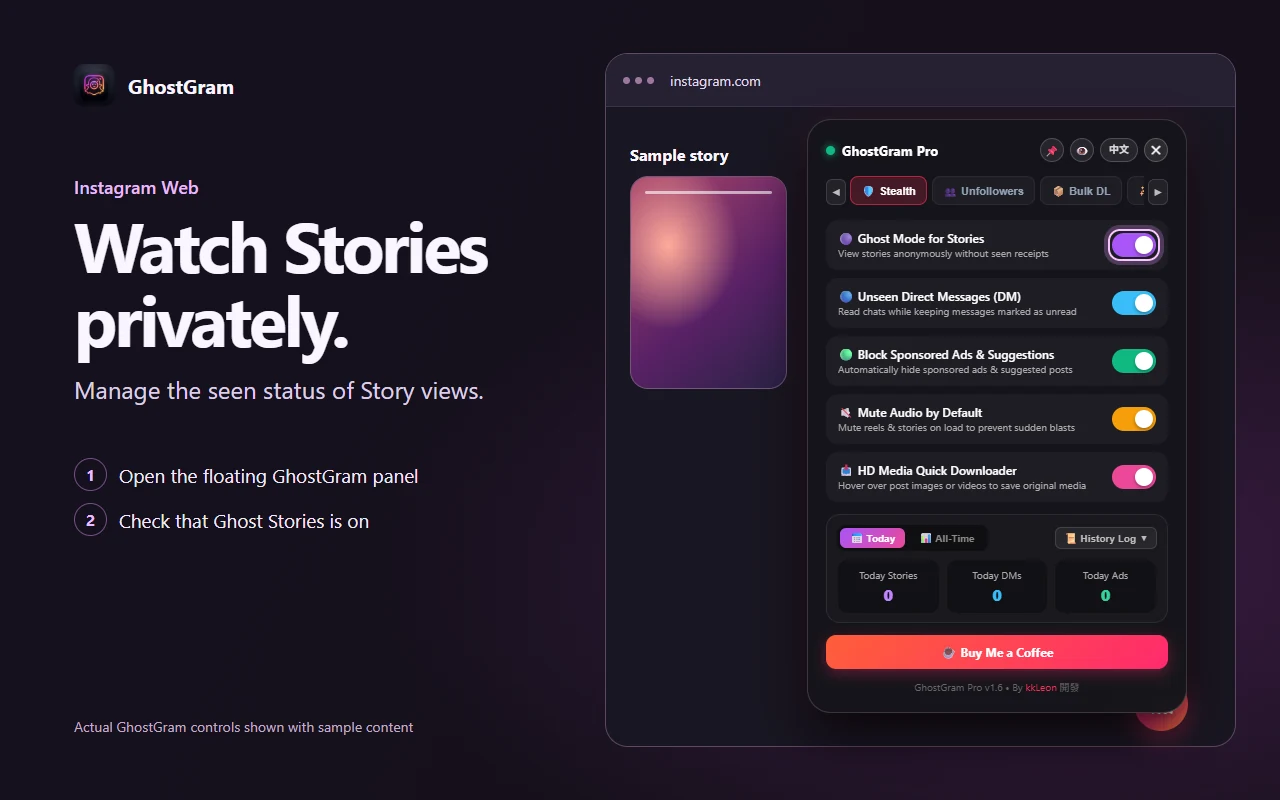 GhostGram
Instagram Web
Watch Stories
privately.
Manage the seen status of Story views.
1 Open the floating GhostGram panel
2 Check that Ghost Stories is on
Actual GhostGram controls shown with sample content
instagram.com
Sample story
GhostGram Pro
中文
Stealth
Unfollowers
Bulk DL
Ghost Mode for Stories
View stories anonymously without seen receipts
Unseen Direct Messages (DM)
Read chats while keeping messages marked as unread
Block Sponsored Ads & Suggestions
Automatically hide sponsored ads & suggested posts
Mute Audio by Default
Mute reels & stories on load to prevent sudden blasts
HD Media Quick Downloader
Hover over post images or videos to save original media
Today
All-Time
History Log ▾
Today Stories
0
Today DMs
0
Today Ads
0
Buy Me a Coffee
GhostGram Pro v1.6 • By kkLeon 開發